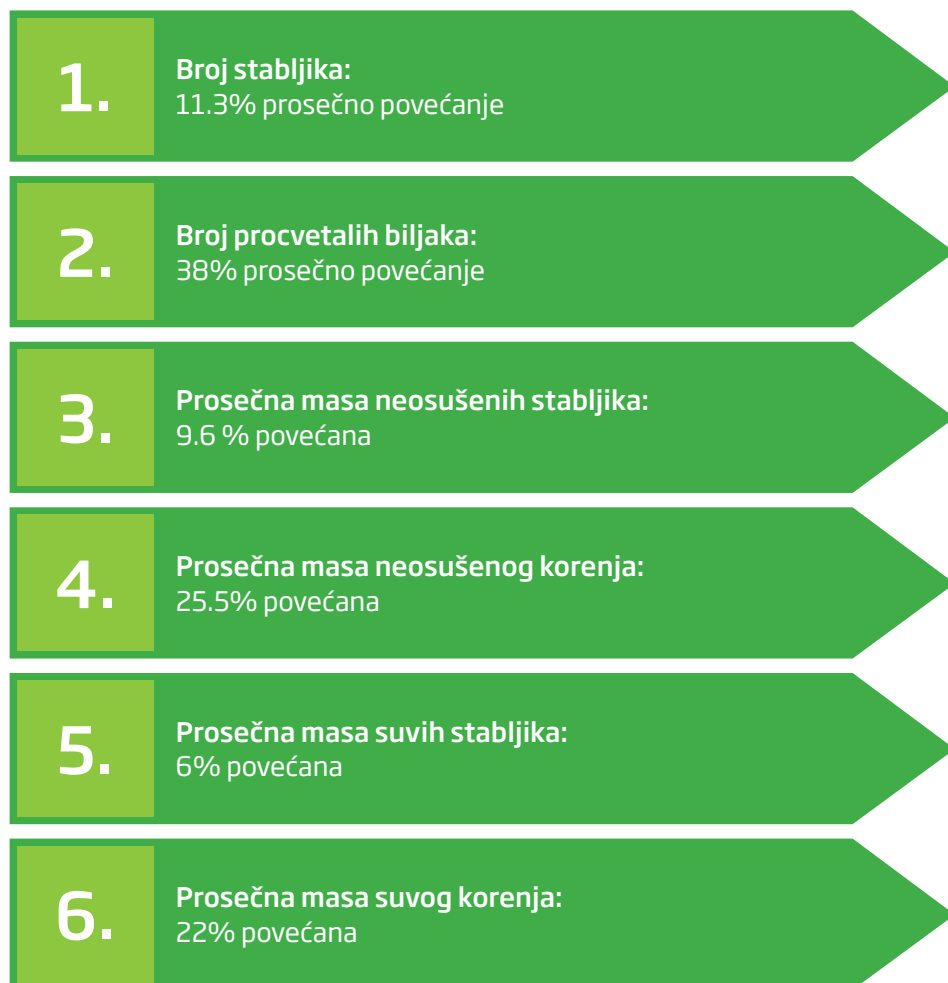 1.
Broj stabljika:
11.3% prosečno povećanje
2.
Broj procvetalih biljaka:
38% prosečno povećanje
3.
Prosečna masa neosušenih stabljika:
9.6 % povećana
4.
Prosečna masa neosušenog korenja:
25.5% povećana
5.
Prosečna masa suvih stabljika:
6% povećana
6.
Prosečna masa suvog korenja:
22% povećana